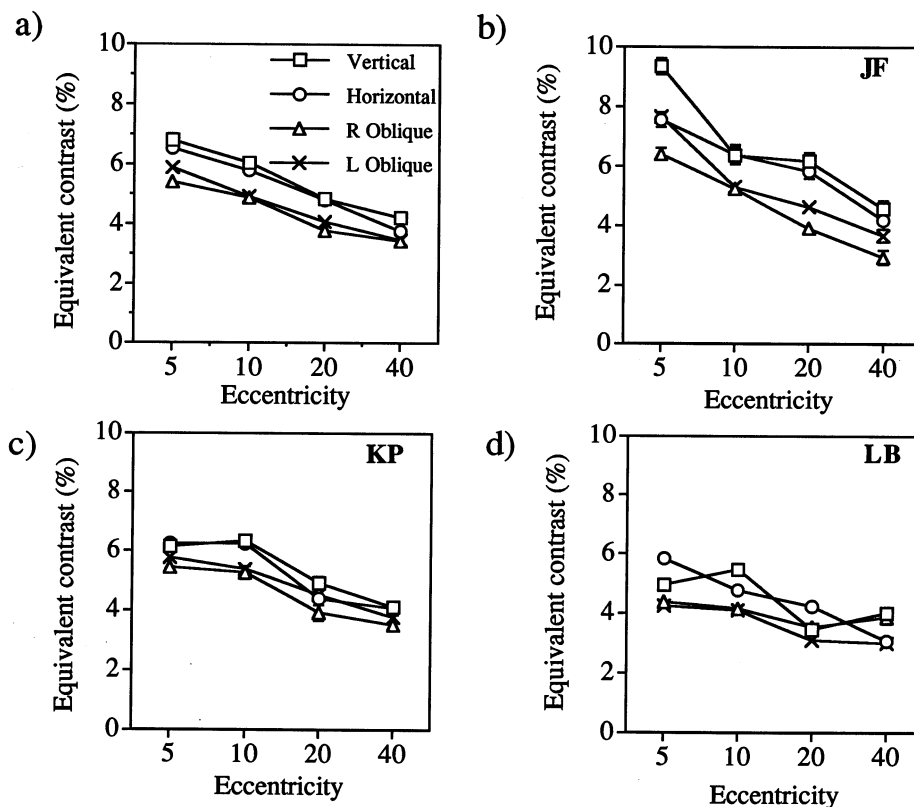 a)
10
8
6
4
2
0
Equivalent contrast (%)
Vertical
Horizontal
R Oblique
L Oblique
5 10 20 40
Eccentricity
b)
JF
10
8
6
4
2
0
Equivalent contrast (%)
5 10 20 40
Eccentricity
c)
KP
10
8
6
4
2
0
Equivalent contrast (%)
5 10 20 40
Eccentricity
d)
LB
10
8
6
4
2
0
Equivalent contrast (%)
5 10 20 40
Eccentricity